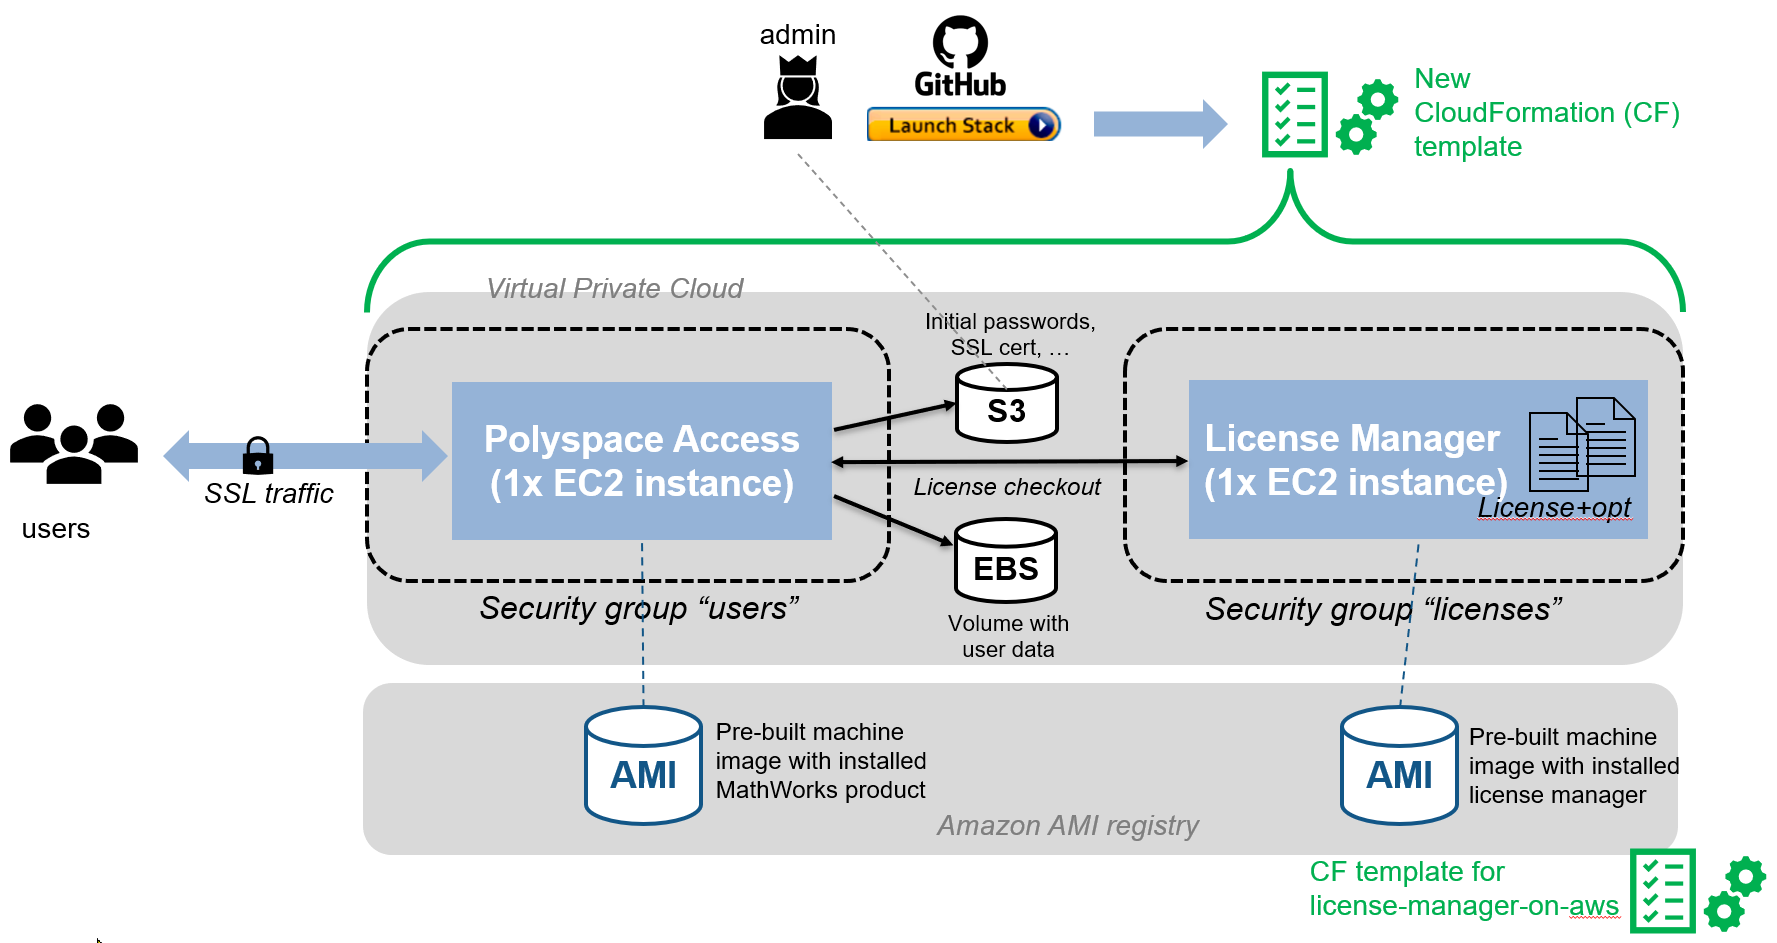 admin
GitHub
Launch Stack
New
CloudFormation (CF)
template
Virtual Private Cloud
Initial passwords,
SSL cert, …
S3
Polyspace Access
(1x EC2 instance)
License Manager
(1x EC2 instance)
License+opt
SSL traffic
users
License checkout
EBS
Volume with
user data
Security group “users”
Security group “licenses”
AMI
Pre-built machine
image with installed
MathWorks product
AMI
Pre-built machine
image with installed
license manager
Amazon AMI registry
CF template for
license-manager-on-aws